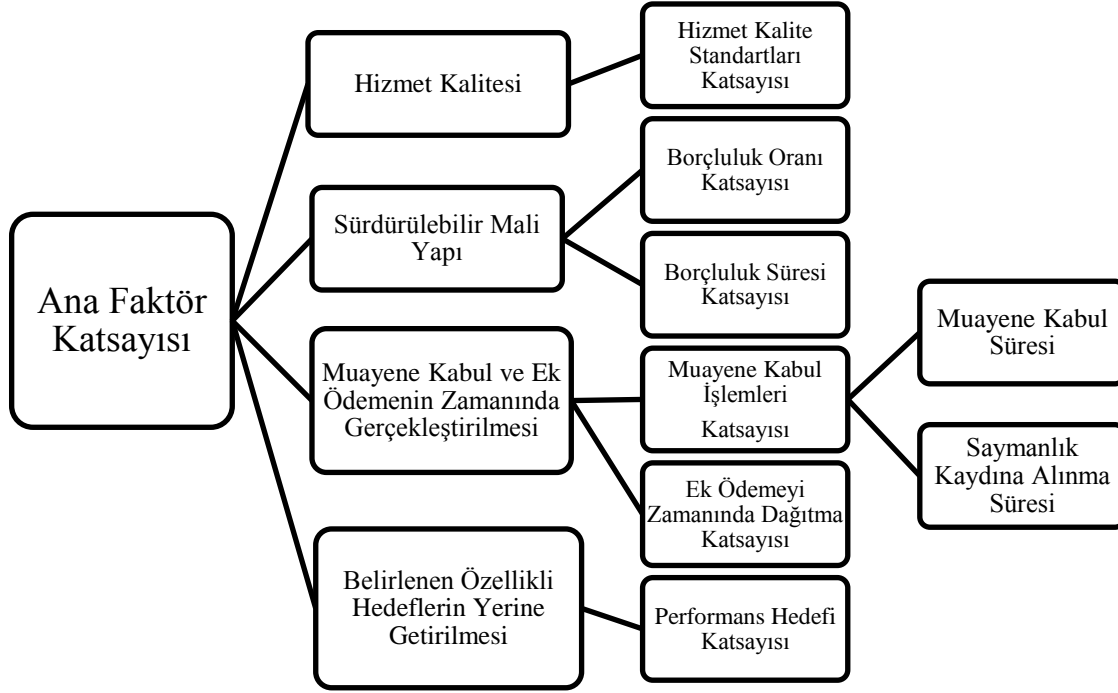 Ana Faktör
Katsayısı
Hizmet Kalitesi
Hizmet Kalite
Standartları
Katsayısı
Sürdürülebilir Mali
Yapı
Borçluluk Oranı
Katsayısı
Borçluluk Süresi
Katsayısı
Muayene Kabul ve Ek
Ödemenin Zamanında
Gerçekleştirilmesi
Muayene Kabul
İşlemleri
Katsayısı
Muayene Kabul
Süresi
Saymanlık
Kaydına Alınma
Süresi
Ek Ödemeyi
Zamanında Dağıtma
Katsayısı
Belirlenen Özellikli
Hedeflerin Yerine
Getirilmesi
Performans Hedefi
Katsayısı